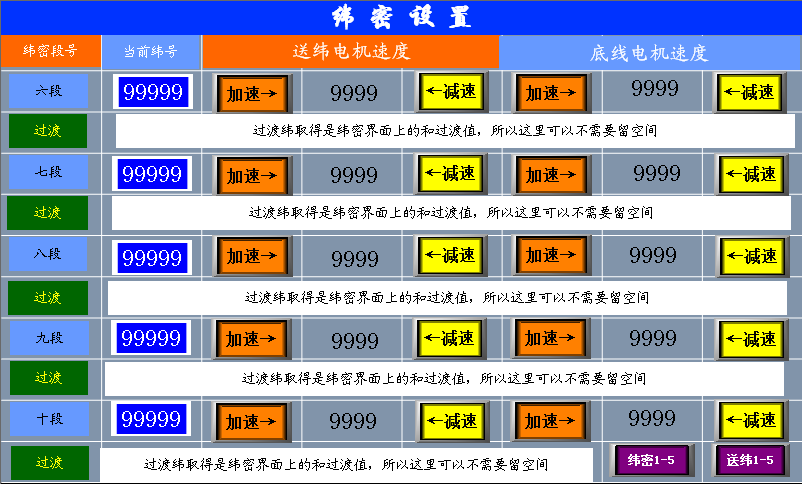 纬密设置
纬密段号 当前纬号 送纬电机速度 底线电机速度
六段 99999 加速→ 9999 ←减速 加速→ 9999 ←减速
过渡 过渡纬取得是纬密界面上的和过渡值，所以这里可以不需要留空间
七段 99999 加速→ 9999 ←减速 加速→ 9999 ←减速
过渡 过渡纬取得是纬密界面上的和过渡值，所以这里可以不需要留空间
八段 99999 加速→ 9999 ←减速 加速→ 9999 ←减速
过渡 过渡纬取得是纬密界面上的和过渡值，所以这里可以不需要留空间
九段 99999 加速→ 9999 ←减速 加速→ 9999 ←减速
过渡 过渡纬取得是纬密界面上的和过渡值，所以这里可以不需要留空间
十段 99999 加速→ 9999 ←减速 加速→ 9999 ←减速
过渡 过渡纬取得是纬密界面上的和过渡值，所以这里可以不需要留空间 纬密1-5 送纬1-5